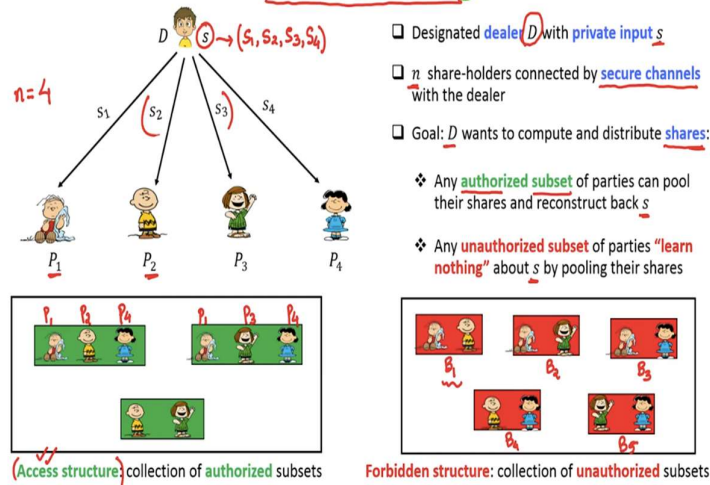 D s → (S1, S2, S3, S4)
n=4
S1 (S2 S3) S4
P1 P2 P3 P4
P1 P2 P4
P1 P3 P4
(Access structure): collection of authorized subsets
❑ Designated dealer D with private input s
❑ n share-holders connected by secure channels
with the dealer
❑ Goal: D wants to compute and distribute shares:
❖ Any authorized subset of parties can pool
their shares and reconstruct back s
❖ Any unauthorized subset of parties “learn
nothing” about s by pooling their shares
B1 B2 B3
B4 B5
Forbidden structure: collection of unauthorized subsets